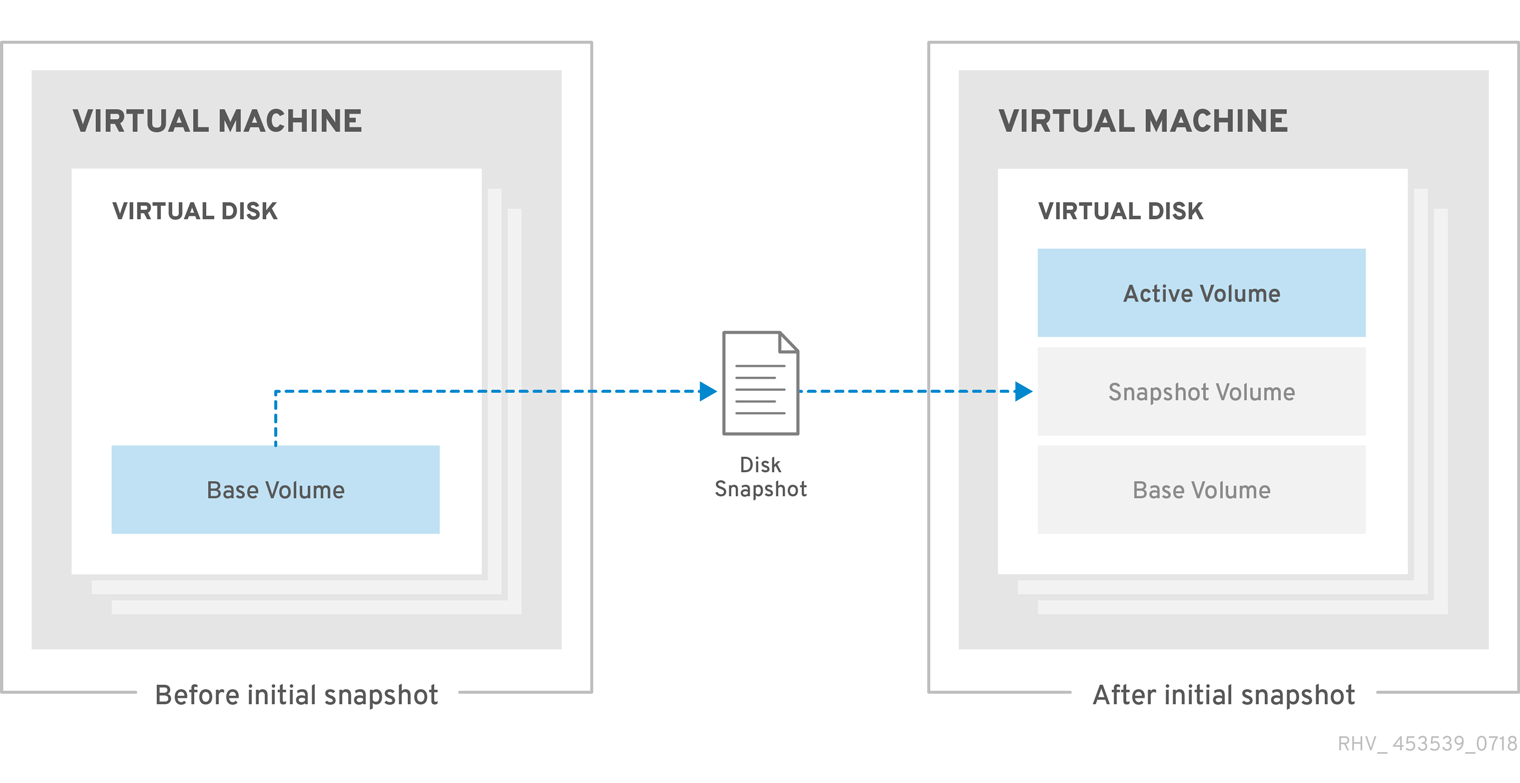 VIRTUAL MACHINE
VIRTUAL DISK
Base Volume
Before initial snapshot
Disk
Snapshot
VIRTUAL MACHINE
VIRTUAL DISK
Active Volume
Snapshot Volume
Base Volume
After initial snapshot
RHV_ 453539_0718